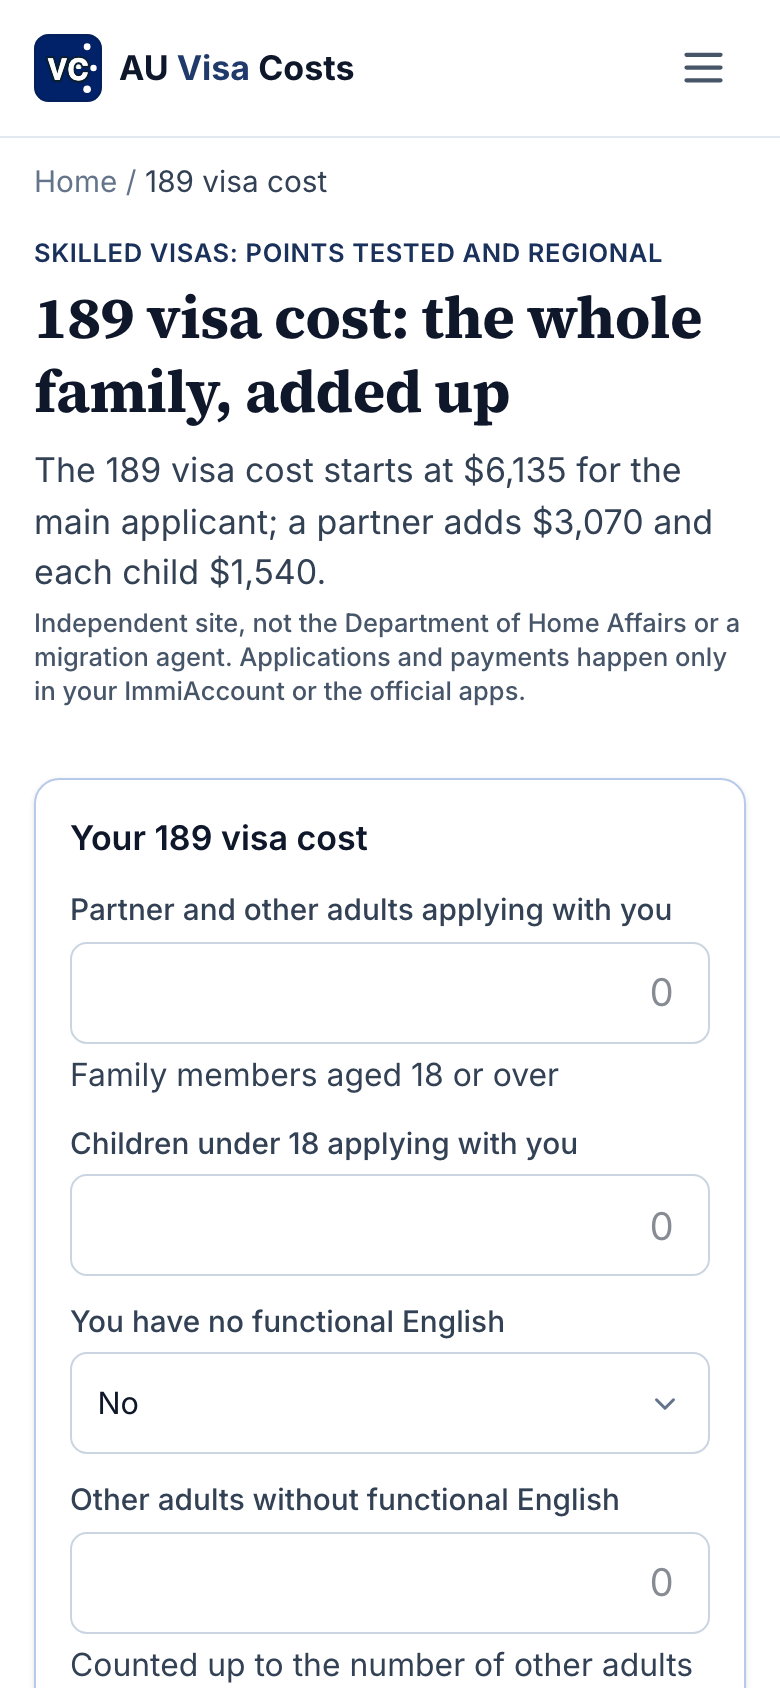 VC
AU Visa Costs
Home / 189 visa cost
SKILLED VISAS: POINTS TESTED AND REGIONAL
189 visa cost: the whole
family, added up
The 189 visa cost starts at $6,135 for the
main applicant; a partner adds $3,070 and
each child $1,540.
Independent site, not the Department of Home Affairs or a
migration agent. Applications and payments happen only
in your ImmiAccount or the official apps.
Your 189 visa cost
Partner and other adults applying with you
0
Family members aged 18 or over
Children under 18 applying with you
0
You have no functional English
No
Other adults without functional English
0
Counted up to the number of other adults